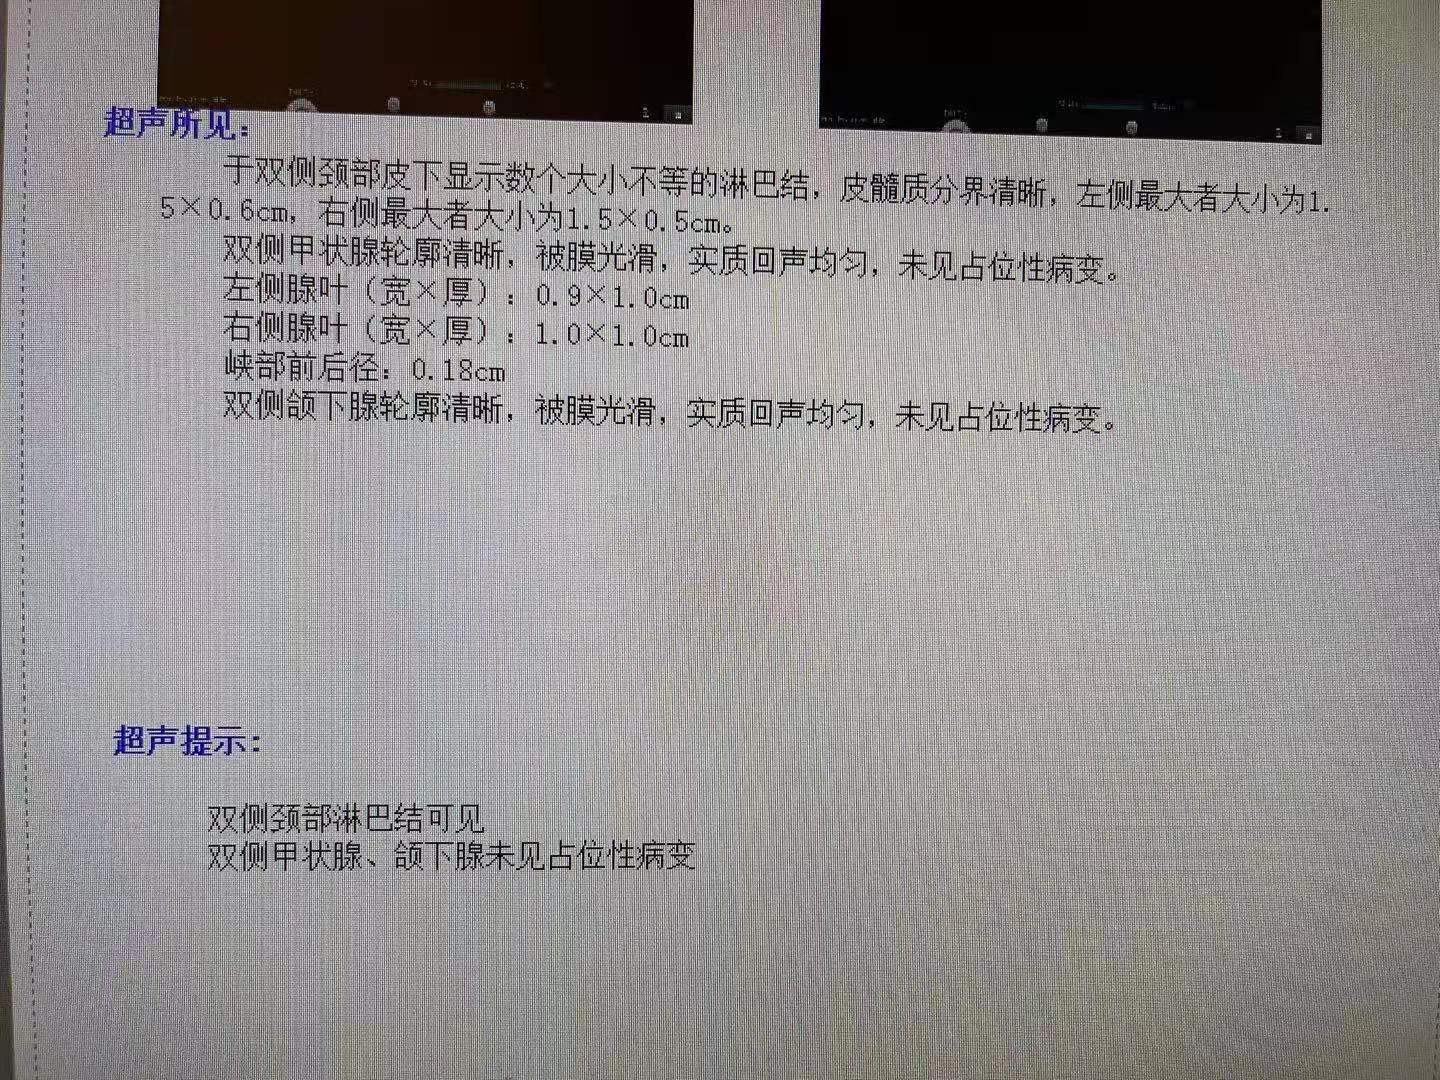 超声所见：
于双侧颈部皮下显示数个大小不等的淋巴结，皮髓质分界清晰，左侧最大者大小为1.
5×0.6cm，右侧最大者大小为1.5×0.5cm。
双侧甲状腺轮廓清晰，被膜光滑，实质回声均匀，未见占位性病变。
左侧腺叶（宽×厚）：0.9×1.0cm
右侧腺叶（宽×厚）：1.0×1.0cm
峡部前后径：0.18cm
双侧颌下腺轮廓清晰，被膜光滑，实质回声均匀，未见占位性病变。
超声提示：
双侧颈部淋巴结可见
双侧甲状腺、颌下腺未见占位性病变